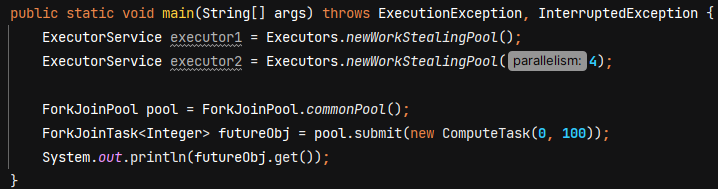 public static void main(String[] args) throws ExecutionException, InterruptedException {
ExecutorService executor1 = Executors.newWorkStealingPool();
ExecutorService executor2 = Executors.newWorkStealingPool( parallelism: 4);
ForkJoinPool pool = ForkJoinPool.commonPool();
ForkJoinTask<Integer> futureObj = pool.submit(new ComputeTask(0, 100));
System.out.println(futureObj.get());
}